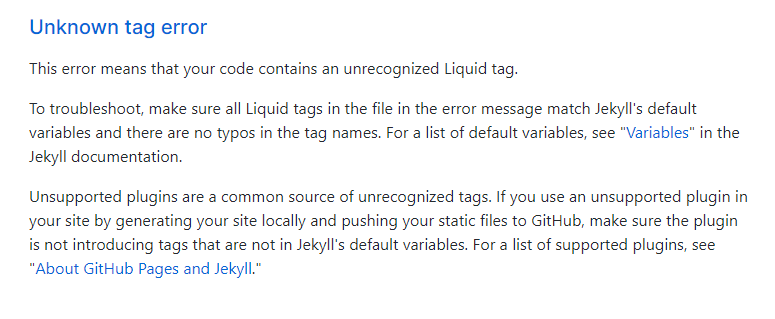 Unknown tag error
This error means that your code contains an unrecognized Liquid tag.
To troubleshoot, make sure all Liquid tags in the file in the error message match Jekyll's default
variables and there are no typos in the tag names. For a list of default variables, see "Variables" in the
Jekyll documentation.
Unsupported plugins are a common source of unrecognized tags. If you use an unsupported plugin in
your site by generating your site locally and pushing your static files to GitHub, make sure the plugin
is not introducing tags that are not in Jekyll's default variables. For a list of supported plugins, see
"About GitHub Pages and Jekyll."